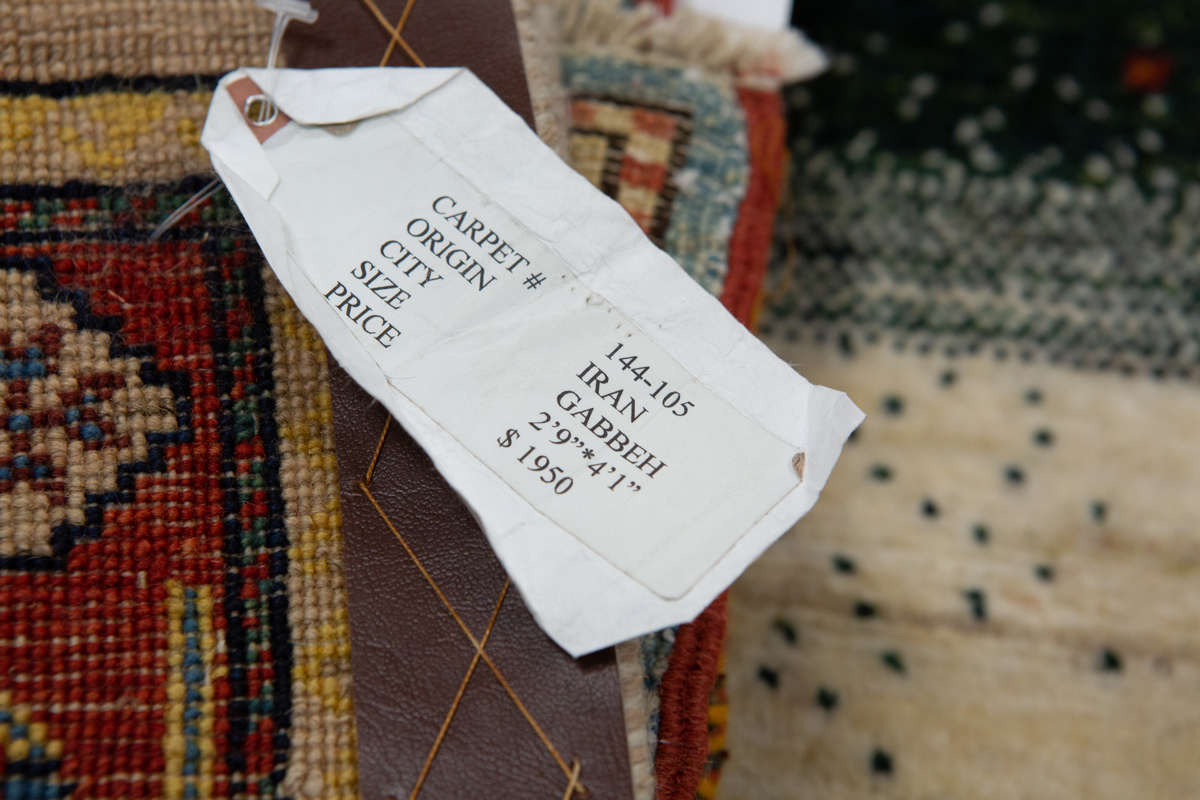 CARPET # 144-105
ORIGIN IRAN
CITY GABBEH
SIZE 2’9”*4’1”
PRICE $ 1950